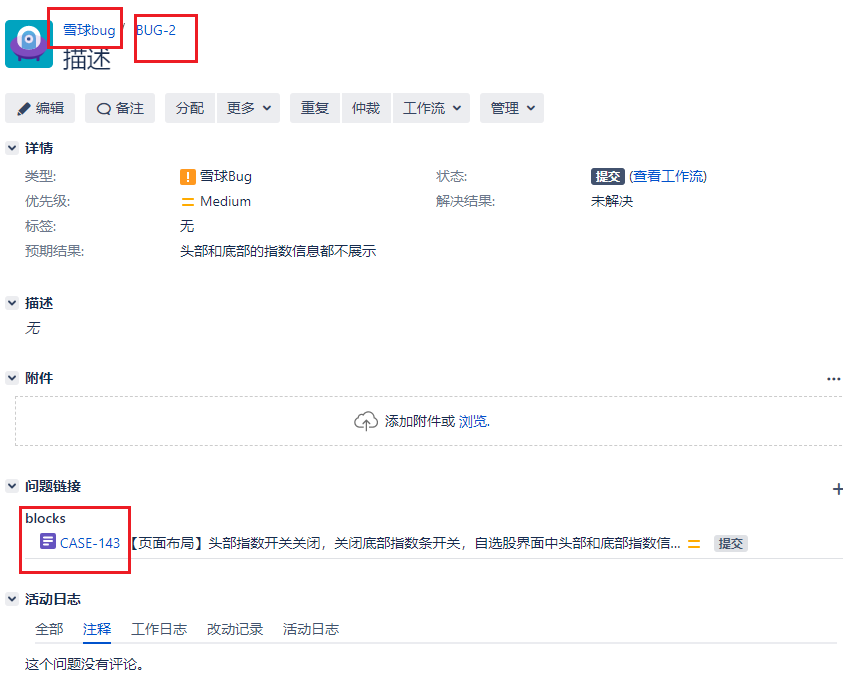 雪球bug / BUG-2
描述
编辑 备注 分配 更多 重复 仲裁 工作流 管理
详情
类型: 雪球Bug 状态: 提交 (查看工作流)
优先级: Medium 解决结果: 未解决
标签: 无
预期结果: 头部和底部的指数信息都不展示
描述
无
附件 ...
添加附件或 浏览.
问题链接 +
blocks
CASE-143 【页面布局】头部指数开关关闭，关闭底部指数条开关，自选股界面中头部和底部指数信... 提交
活动日志
全部 注释 工作日志 改动记录 活动日志
这个问题没有评论。